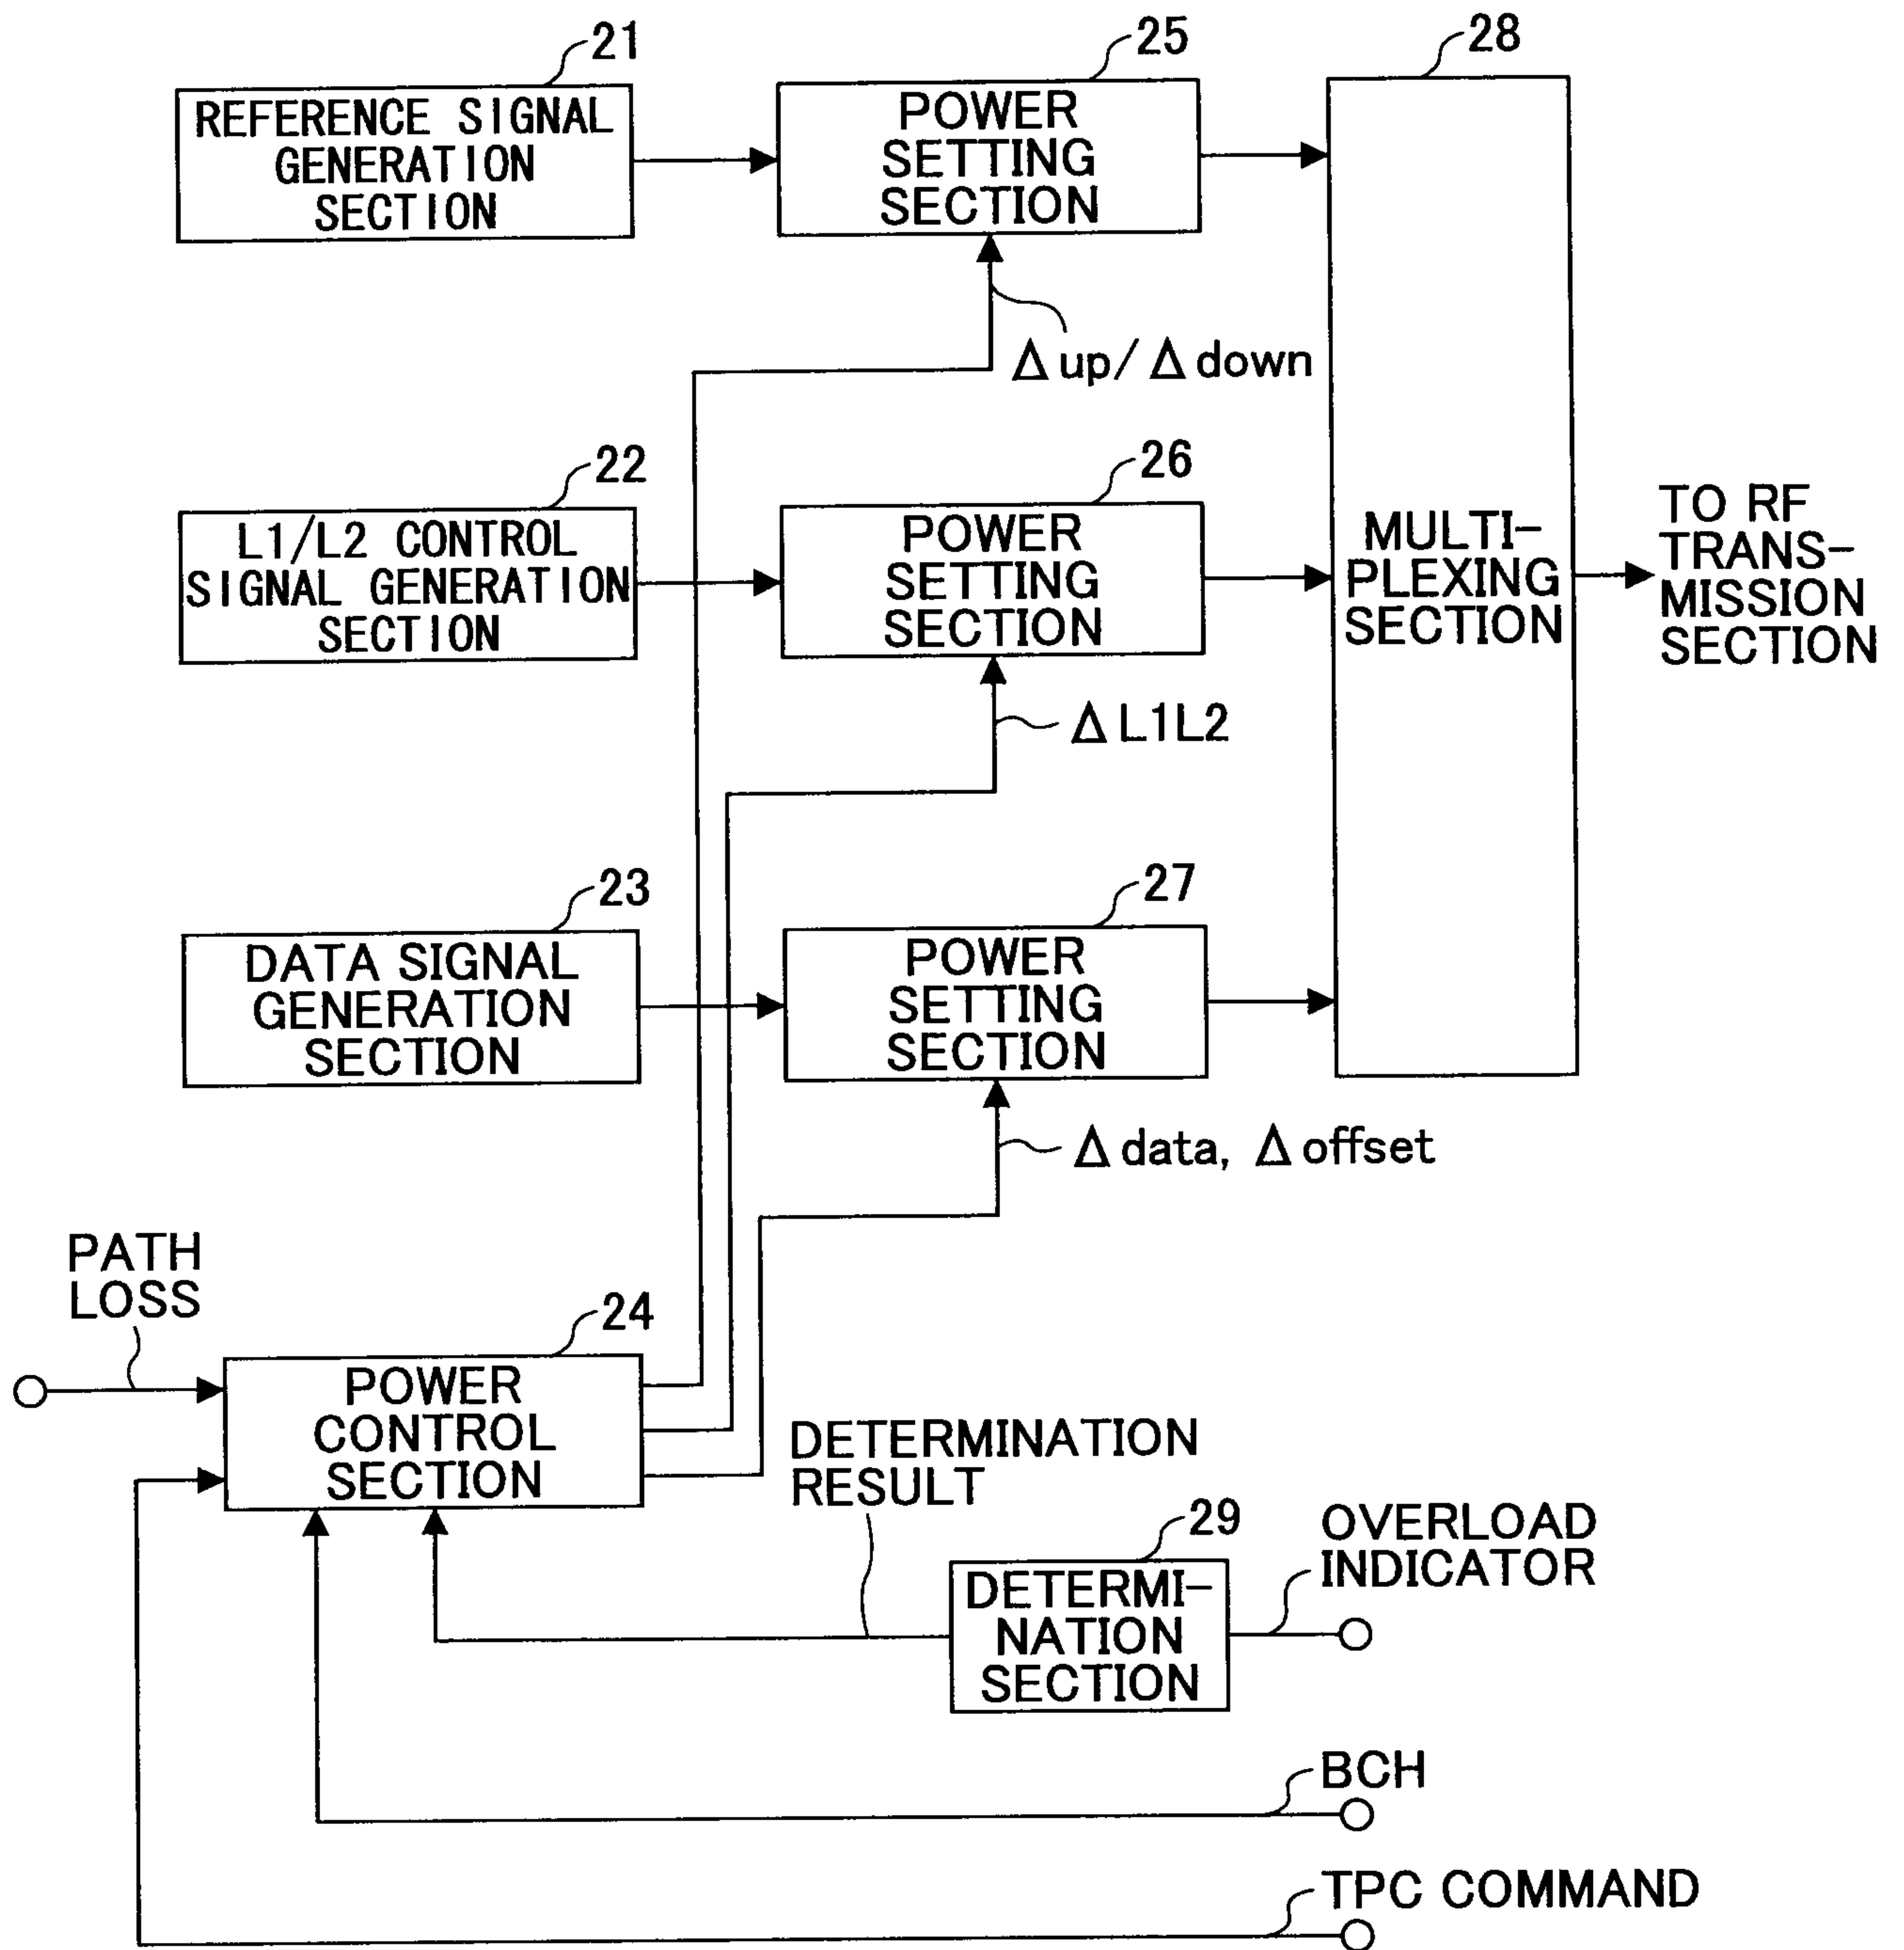 21
REFERENCE SIGNAL
GENERATION
SECTION
25
POWER
SETTING
SECTION
28
Δup/Δdown
22
L1/L2 CONTROL
SIGNAL GENERATION
SECTION
26
POWER
SETTING
SECTION
MULTI-
PLEXING
SECTION
TO RF
TRANS-
MISSION
SECTION
ΔL1L2
23
DATA SIGNAL
GENERATION
SECTION
27
POWER
SETTING
SECTION
Δdata, Δoffset
PATH
LOSS
24
POWER
CONTROL
SECTION
DETERMINATION
RESULT
29
DETERMI-
NATION
SECTION
OVERLOAD
INDICATOR
BCH
TPC COMMAND